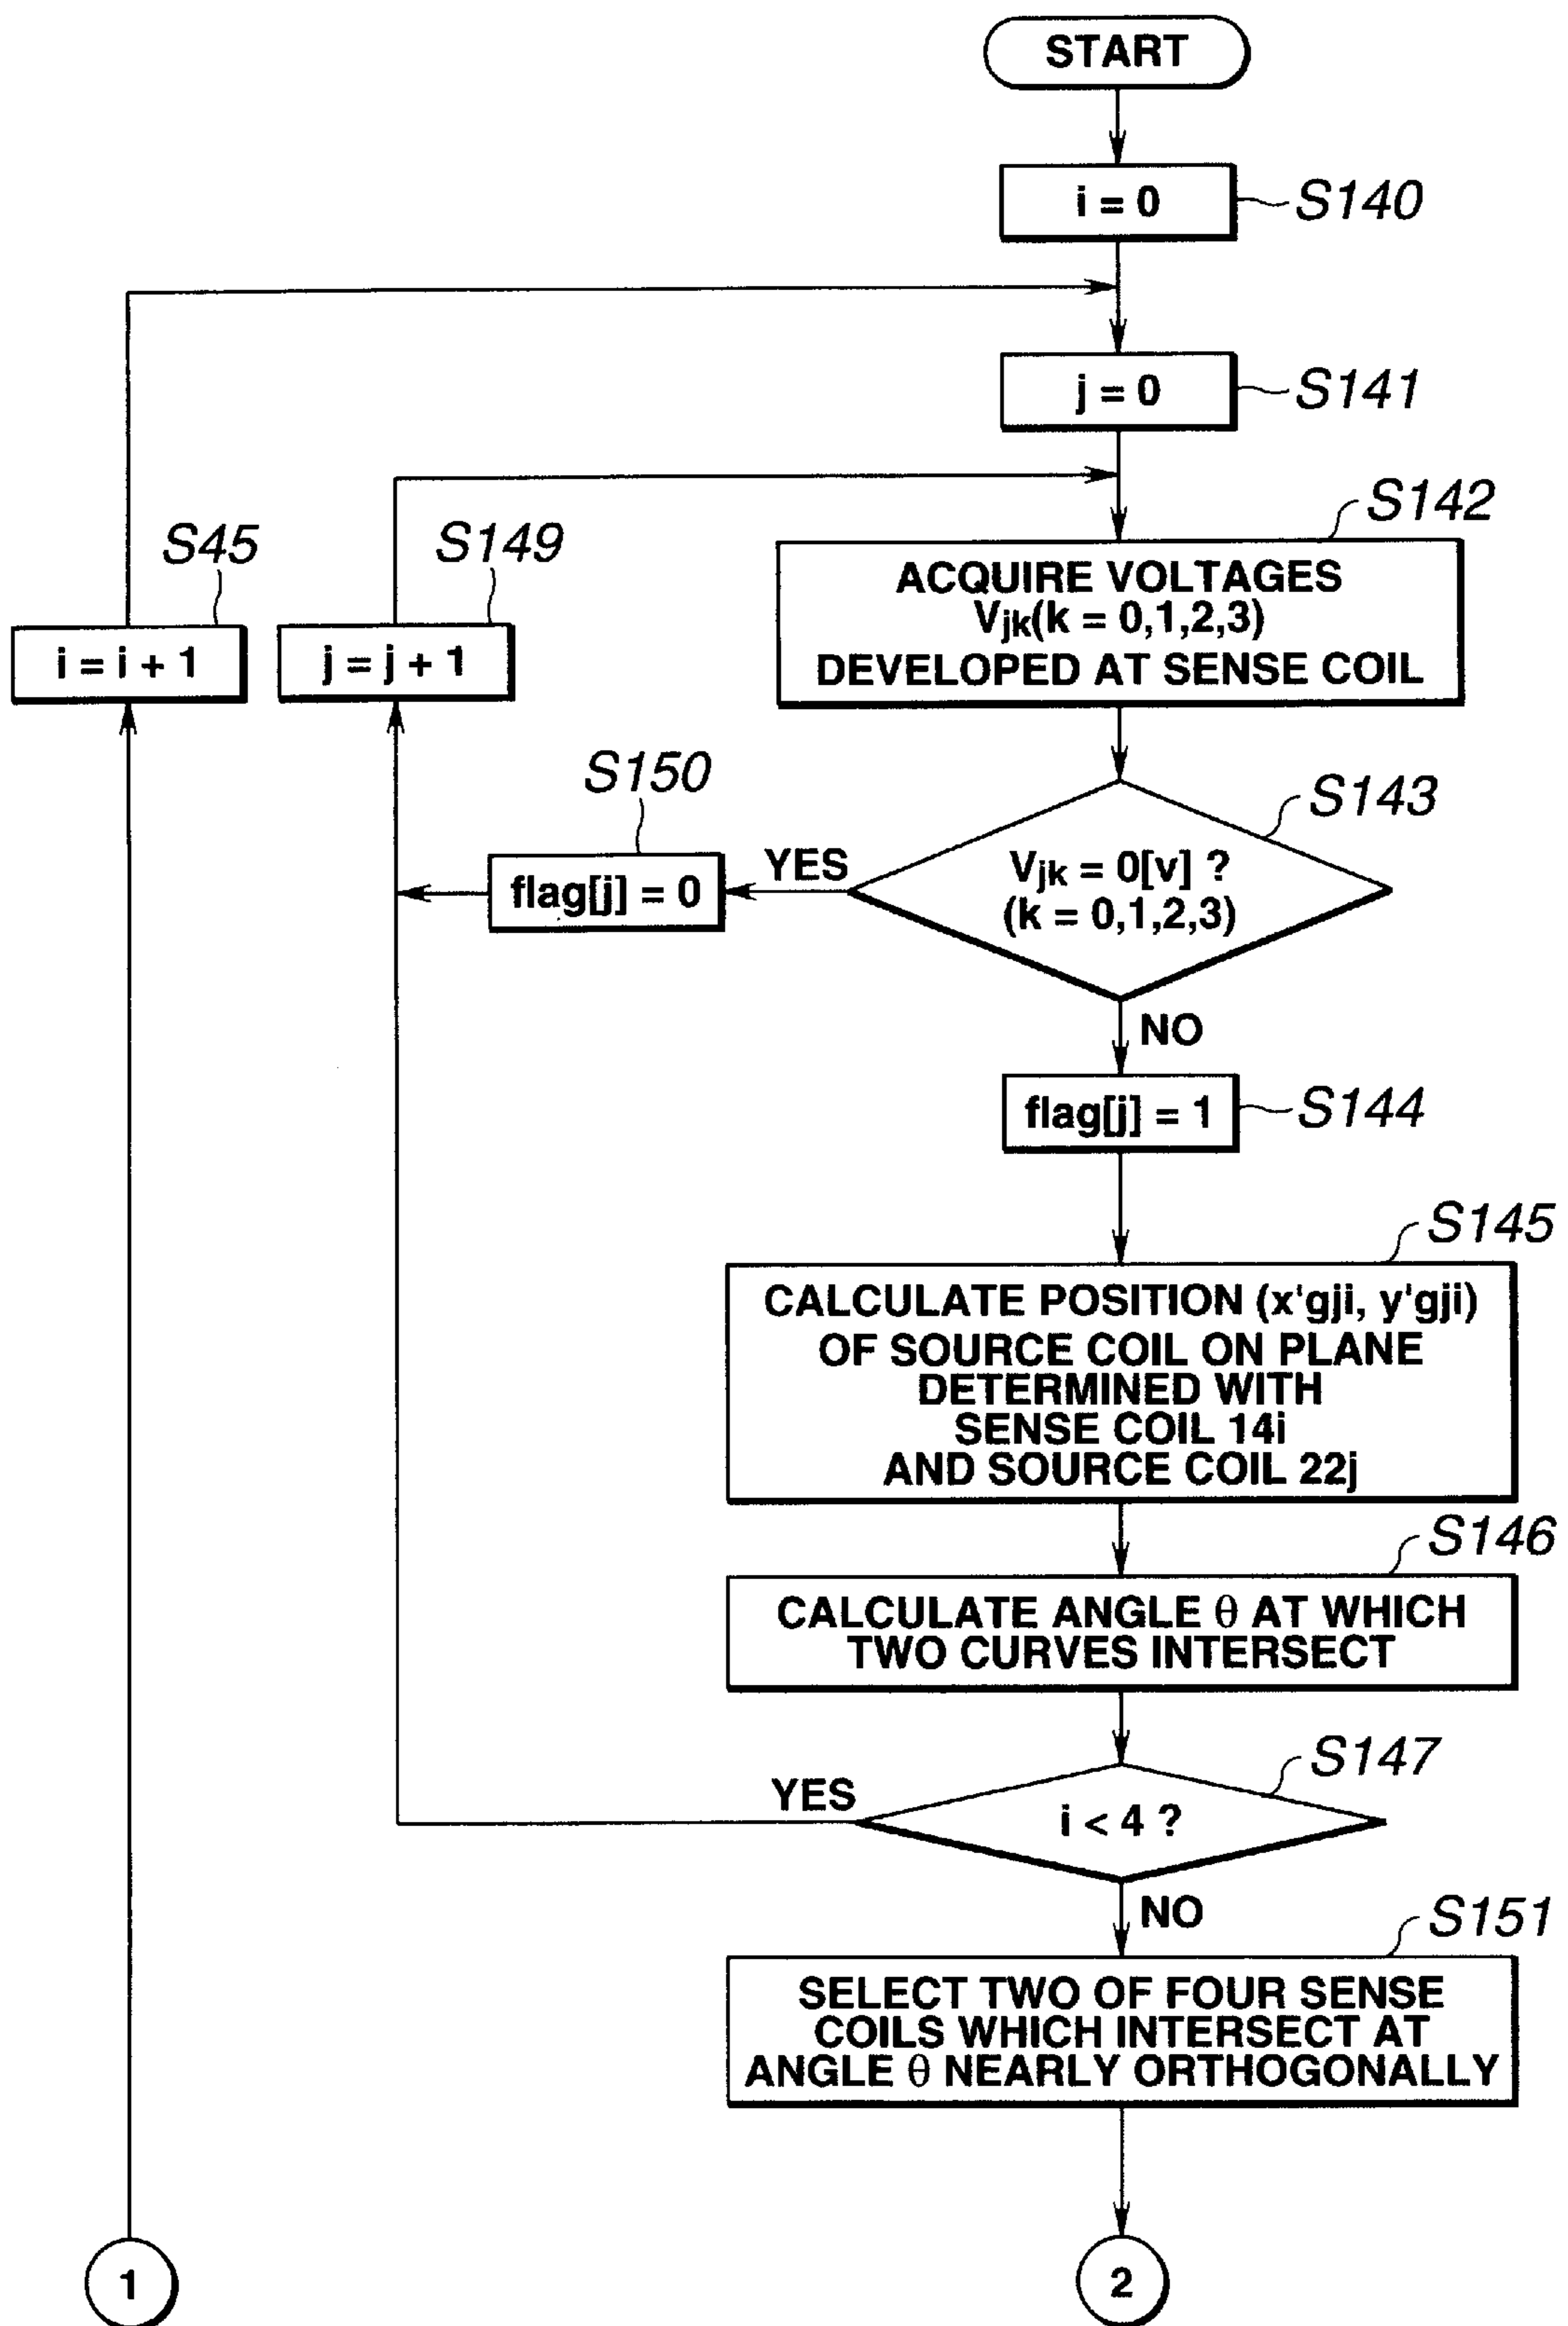 START
i = 0
S140
j = 0
S141
S142
ACQUIRE VOLTAGES
Vjk(k = 0,1,2,3)
DEVELOPED AT SENSE COIL
S45
i = i + 1
S149
j = j + 1
S150
flag[j] = 0
YES
S143
Vjk = 0[v] ?
(k = 0,1,2,3)
NO
flag[j] = 1
S144
S145
CALCULATE POSITION (x'gji, y'gji)
OF SOURCE COIL ON PLANE
DETERMINED WITH
SENSE COIL 14i
AND SOURCE COIL 22j
S146
CALCULATE ANGLE θ AT WHICH
TWO CURVES INTERSECT
S147
YES
i < 4 ?
NO
S151
SELECT TWO OF FOUR SENSE
COILS WHICH INTERSECT AT
ANGLE θ NEARLY ORTHOGONALLY
1
2